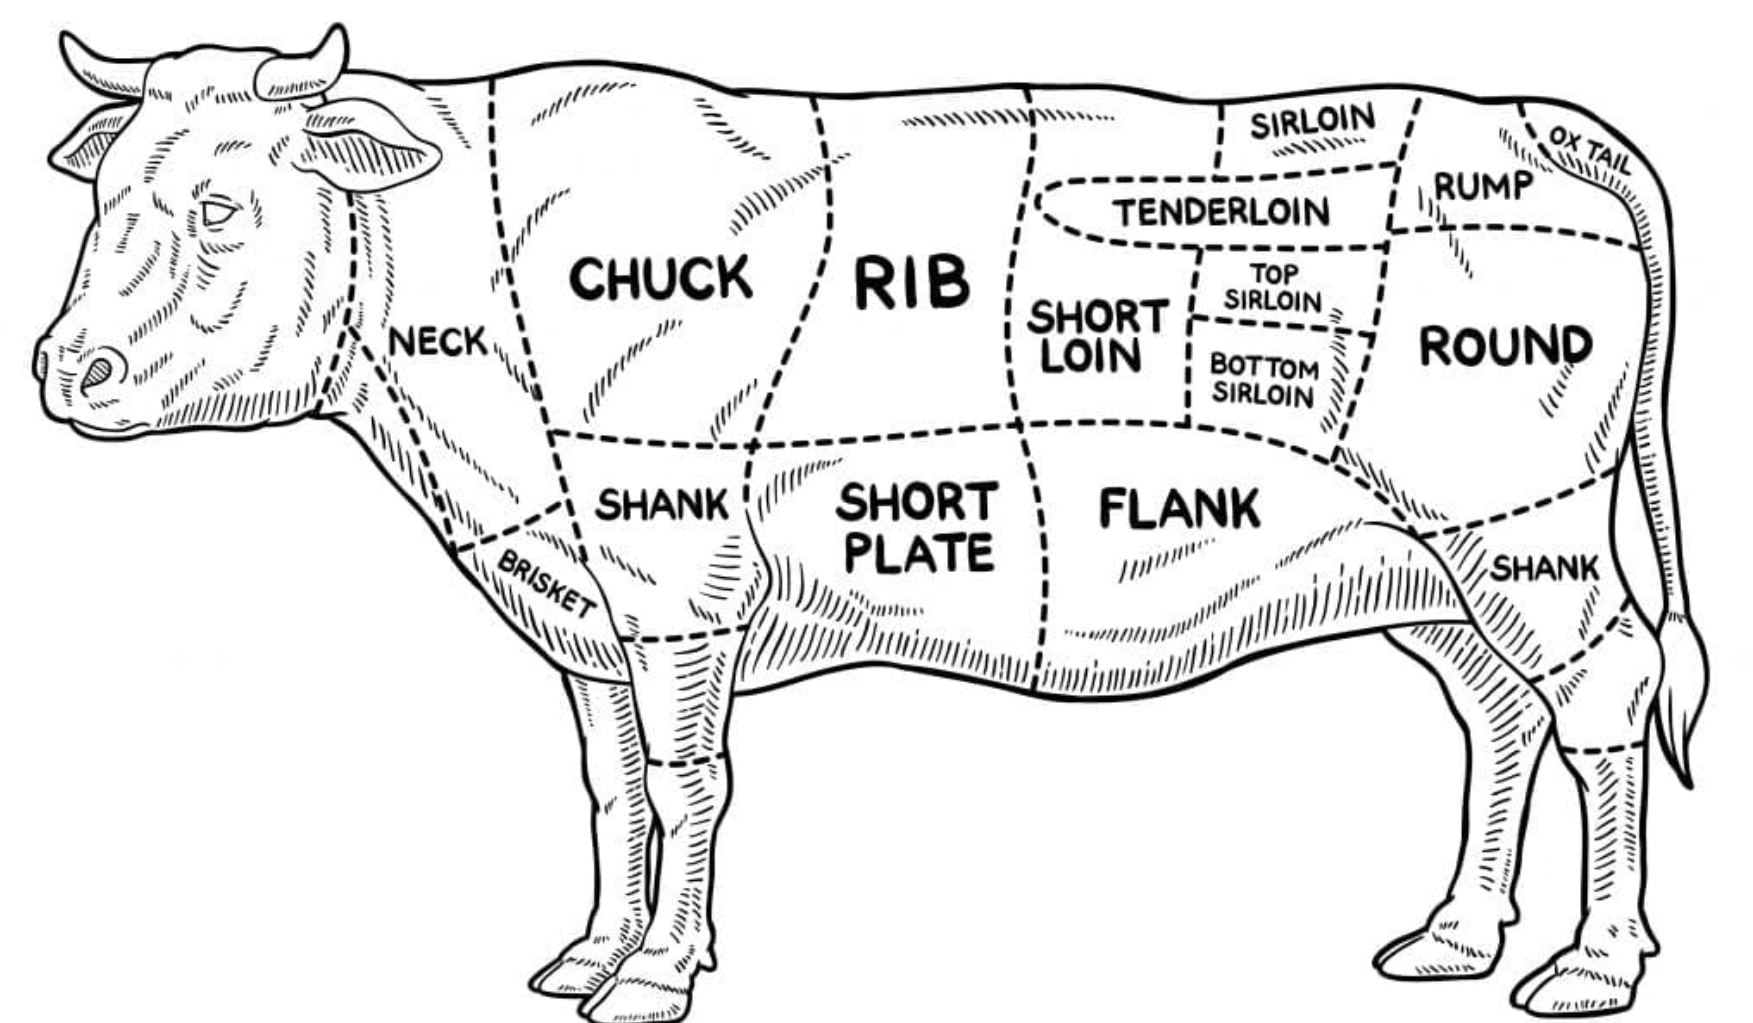 SIRLOIN
OX TAIL
RUMP
TENDERLOIN
CHUCK
RIB
TOP
SIRLOIN
SHORT
LOIN
NECK
ROUND
BOTTOM
SIRLOIN
SHANK
SHORT
PLATE
FLANK
BRISKET
SHANK